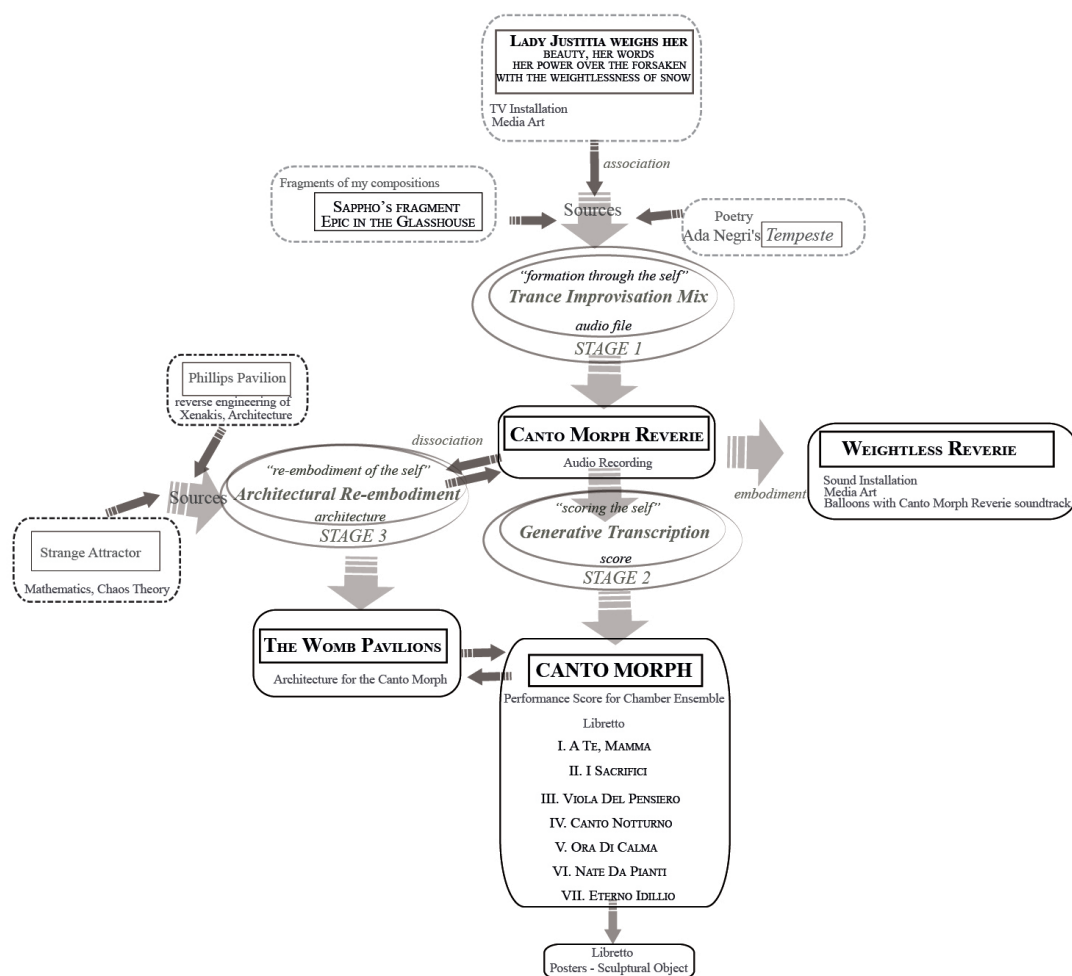 LADY JUSTITIA WEIGHS HER
BEAUTY, HER WORDS
HER POWER OVER THE FORSAKEN
WITH THE WEIGHTLESSNESS OF SNOW
TV Installation
Media Art
association
Fragments of my compositions
SAPPHO'S FRAGMENT
EPIC IN THE GLASSHOUSE
Sources
Poetry
Ada Negri's Tempeste
“formation through the self”
Trance Improvisation Mix
audio file
STAGE 1
Phillips Pavilion
reverse engineering of
Xenakis, Architecture
dissociation
CANTO MORPH REVERIE
Audio Recording
WEIGHTLESS REVERIE
Sound Installation
Media Art
Balloons with Canto Morph Reverie soundtrack
embodiment
Sources
“re-embodiment of the self”
Architectural Re-embodiment
architecture
STAGE 3
“scoring the self”
Generative Transcription
score
STAGE 2
Strange Attractor
Mathematics, Chaos Theory
THE WOMB PAVILIONS
Architecture for the Canto Morph
CANTO MORPH
Performance Score for Chamber Ensemble
Libretto
I. A TE, MAMMA
II. I SACRIFICI
III. VIOLA DEL PENSIERO
IV. CANTO NOTTURNO
V. ORA DI CALMA
VI. NATE DA PIANTI
VII. ETERNO IDILLIO
Libretto
Posters - Sculptural Object